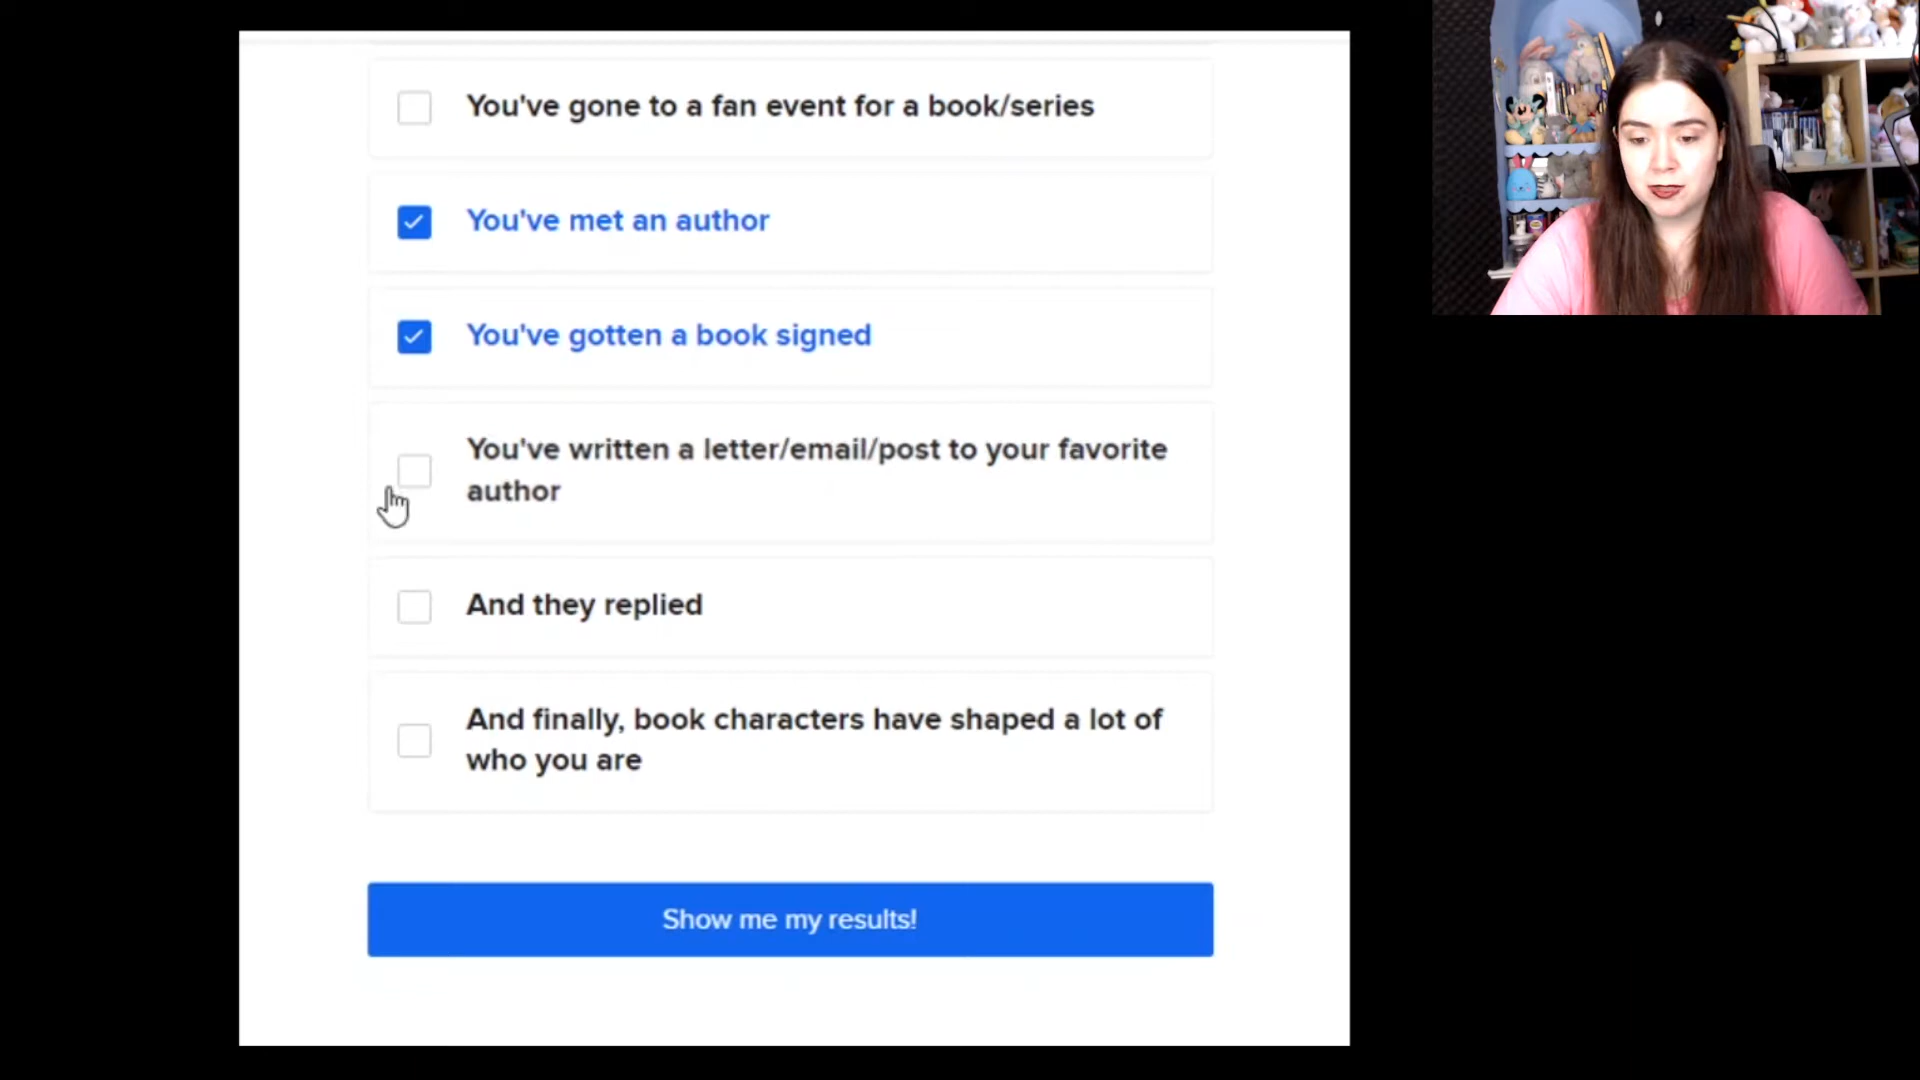 You've gone to a fan event for a book/series
You've met an author
You've gotten a book signed
You've written a letter/email/post to your favorite
author
And they replied
And finally, book characters have shaped a lot of
who you are
Show me my results!